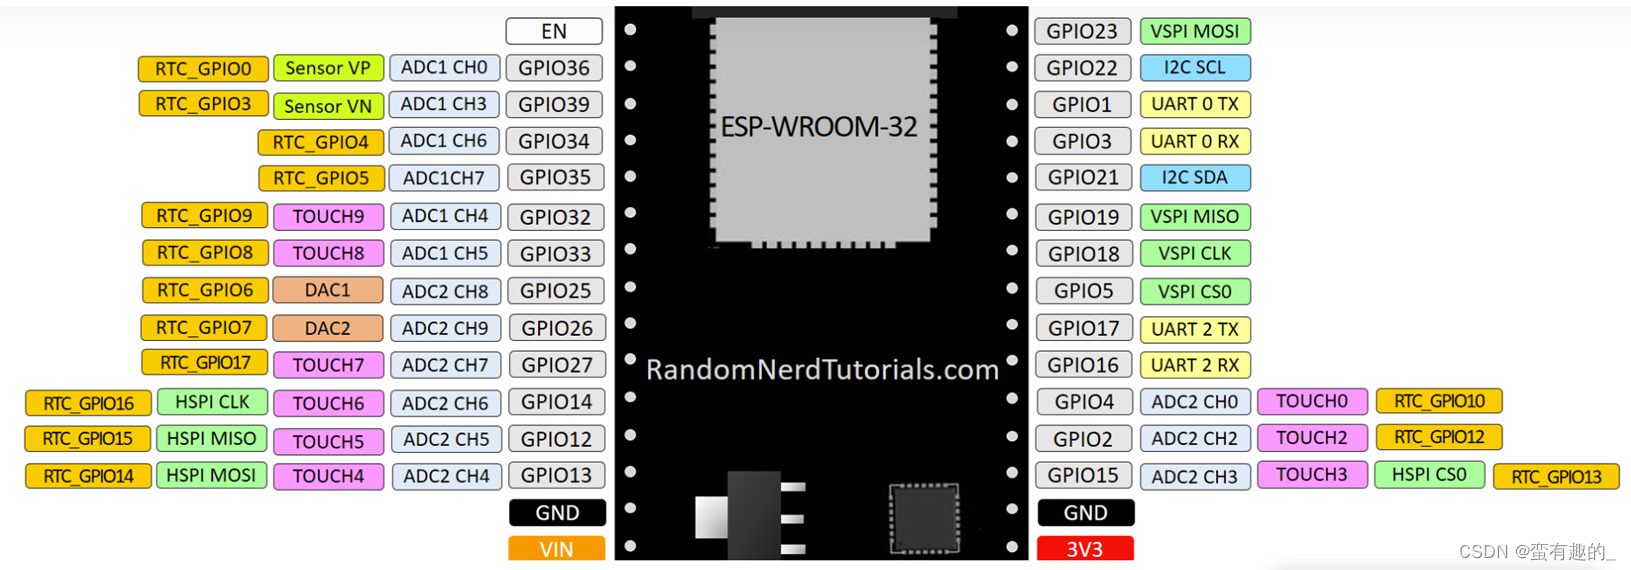 EN GPIO23 VSPI MOSI
RTC_GPIO0 Sensor VP ADC1 CH0 GPIO36 GPIO22 I2C SCL
RTC_GPIO3 Sensor VN ADC1 CH3 GPIO39 GPIO1 UART 0 TX
ESP-WROOM-32
RTC_GPIO4 ADC1 CH6 GPIO34 GPIO3 UART 0 RX
RTC_GPIO5 ADC1CH7 GPIO35 GPIO21 I2C SDA
RTC_GPIO9 TOUCH9 ADC1 CH4 GPIO32 GPIO19 VSPI MISO
RTC_GPIO8 TOUCH8 ADC1 CH5 GPIO33 GPIO18 VSPI CLK
RTC_GPIO6 DAC1 ADC2 CH8 GPIO25 GPIO5 VSPI CS0
RTC_GPIO7 DAC2 ADC2 CH9 GPIO26 GPIO17 UART 2 TX
RTC_GPIO17 TOUCH7 ADC2 CH7 GPIO27 RandomNerdTutorials.com GPIO16 UART 2 RX
RTC_GPIO16 HSPI CLK TOUCH6 ADC2 CH6 GPIO14 GPIO4 ADC2 CH0 TOUCH0 RTC_GPIO10
RTC_GPIO15 HSPI MISO TOUCH5 ADC2 CH5 GPIO12 GPIO2 ADC2 CH2 TOUCH2 RTC_GPIO12
RTC_GPIO14 HSPI MOSI TOUCH4 ADC2 CH4 GPIO13 GPIO15 ADC2 CH3 TOUCH3 HSPI CS0 RTC_GPIO13
GND GND
VIN 3V3
CSDN @蛮有趣的_